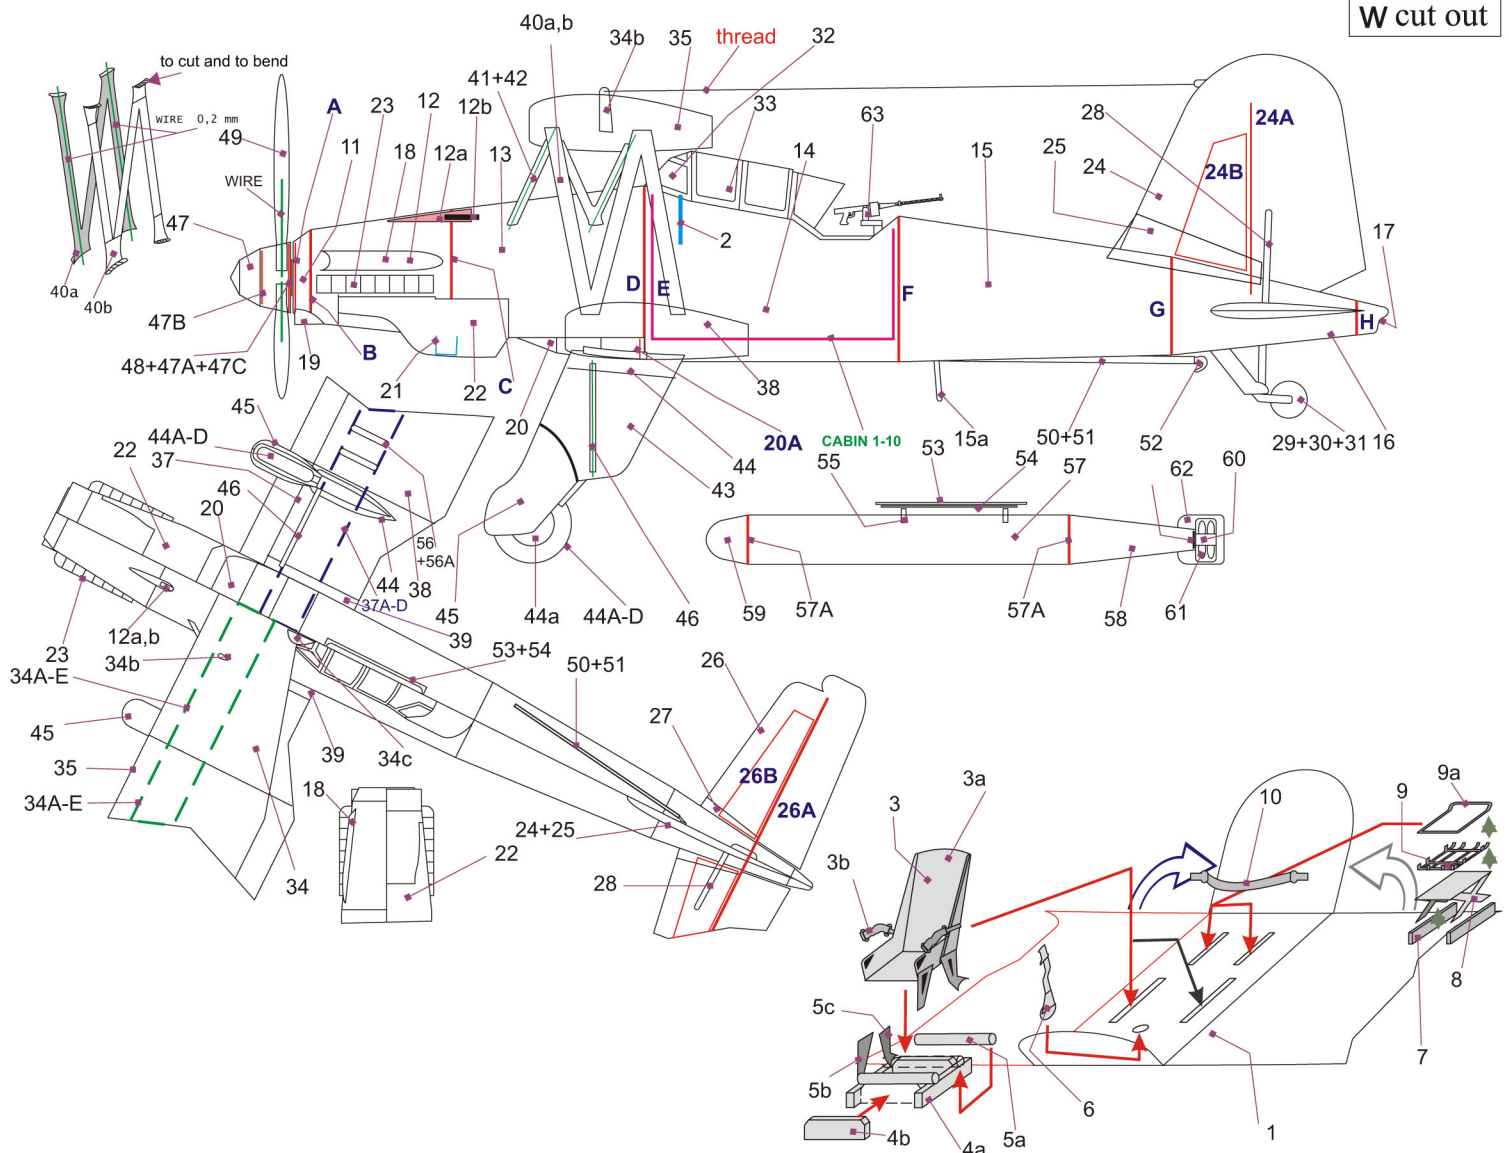 W cut out
40a,b
34b
35
thread
32
to cut and to bend
41+42
A
23
12
12b
33
63
28
24A
WIRE 0,2 mm
49
11
18
12a
13
14
15
25
24
24B
WIRE
47
2
17
40a
40b
D
E
F
G
H
47B
B
19
48+47A+47C
21
22
C
20
38
20A
CABIN 1-10
15a
50+51
52
29+30+31
16
45
44A-D
22
37
46
20
44
43
53
55
54
57
62
60
56
+56A
44
38
37A-D
39
45
44a
44A-D
46
59
57A
57A
58
61
23
12a,b
34b
34A-E
53+54
50+51
26
45
39
34c
27
35
34A-E
18
26B
26A
3a
3
10
9
9a
24+25
22
34
28
3b
5c
7
8
5b
6
4b
4a
5a
1